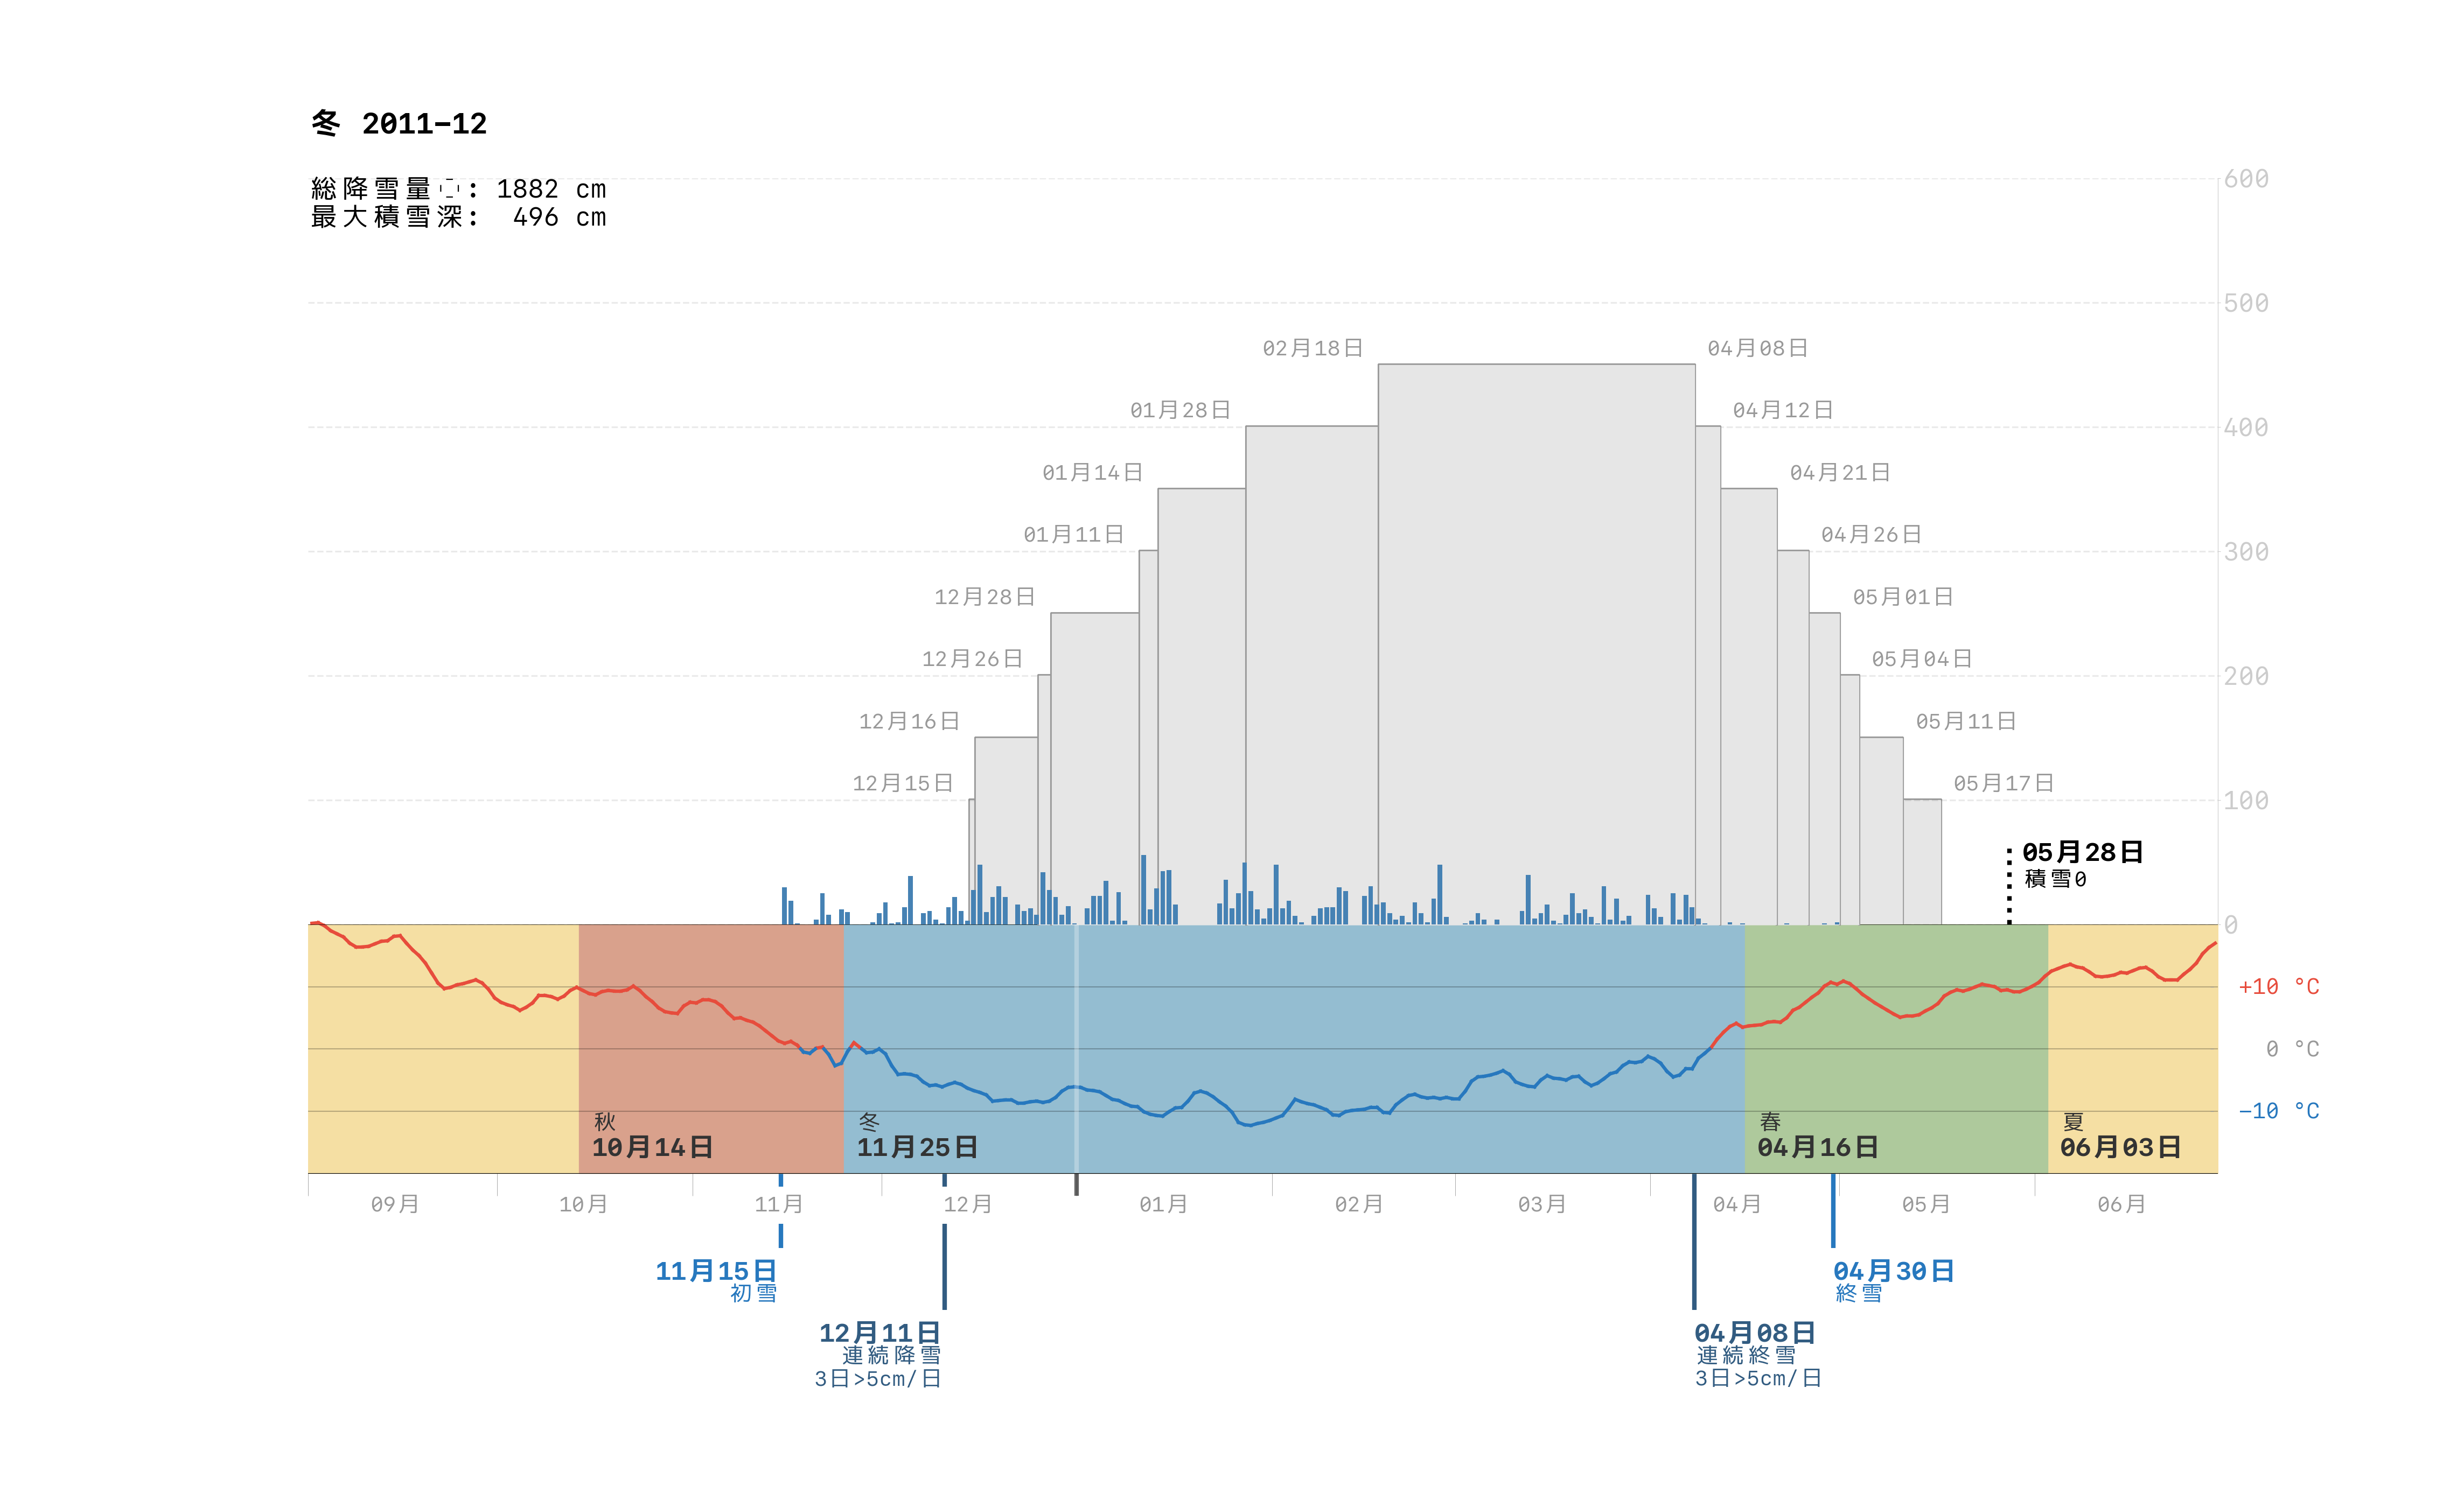 冬 2011-12
総降雪量: 1882 cm
最大積雪深: 496 cm
600
500
02月18日
04月08日
01月28日
04月12日
400
01月14日
04月21日
01月11日
04月26日
300
12月28日
05月01日
12月26日
05月04日
200
12月16日
05月11日
12月15日
05月17日
100
05月28日
積雪0
0
+10 °C
0 °C
-10 °C
秋
10月14日
冬
11月25日
春
04月16日
夏
06月03日
09月
10月
11月
12月
01月
02月
03月
04月
05月
06月
11月15日
初雪
04月30日
終雪
12月11日
連続降雪
3日>5cm/日
04月08日
連続終雪
3日>5cm/日